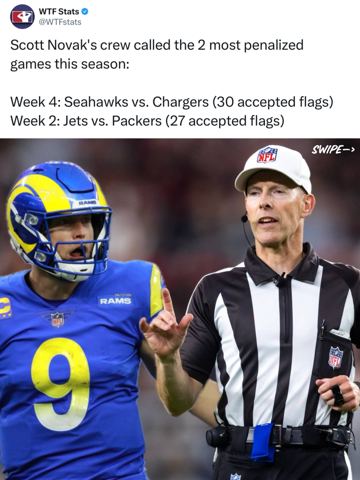 WTF Stats
@WTFstats
Scott Novak's crew called the 2 most penalized
games this season:
Week 4: Seahawks vs. Chargers (30 accepted flags)
Week 2: Jets vs. Packers (27 accepted flags)
SWIPE-->
NFL
RAMS
C
9
NFL